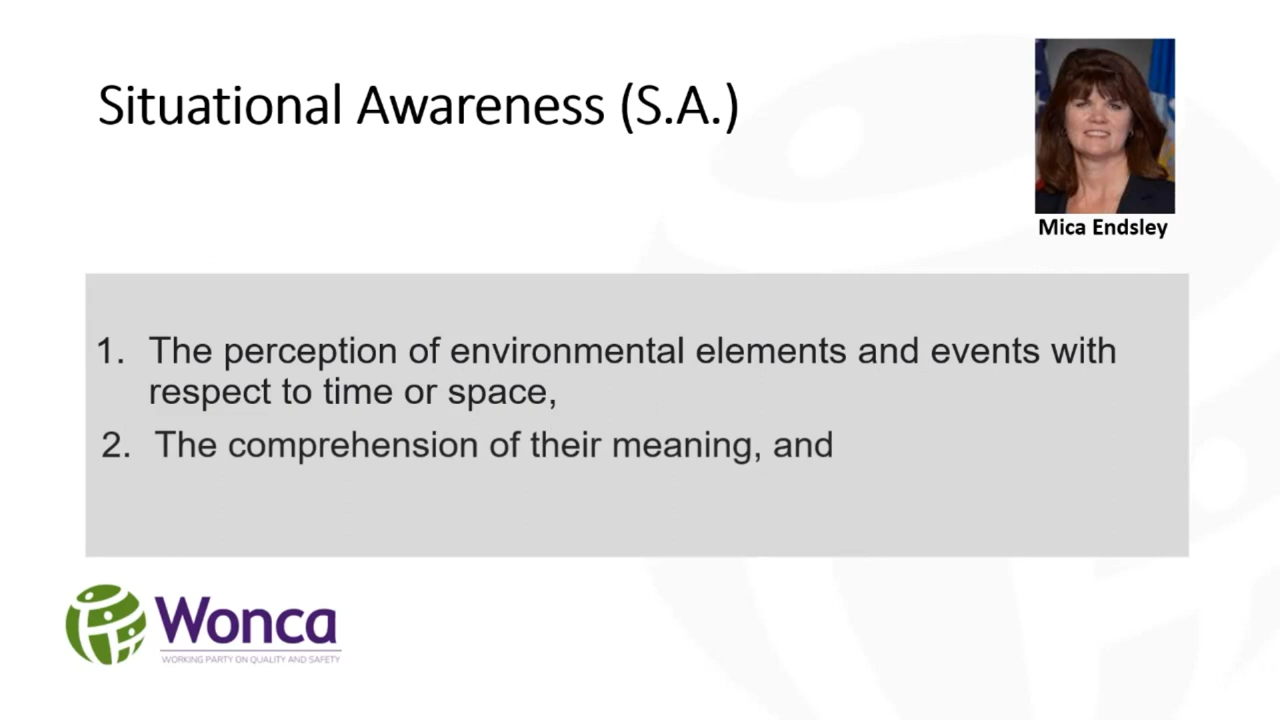 Situational Awareness (S.A.)
Mica Endsley
1. The perception of environmental elements and events with
respect to time or space,
2. The comprehension of their meaning, and
Wonca
WORKING PARTY ON QUALITY AND SAFETY